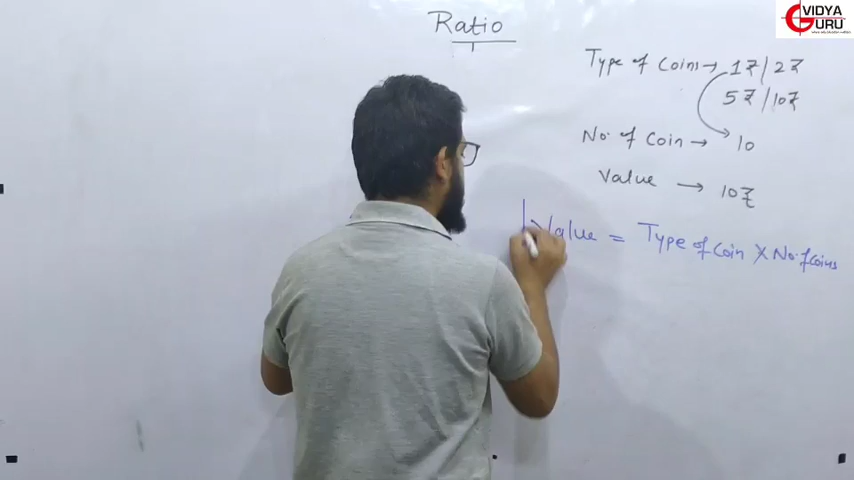 Ratio
Type of Coins → 1₹ / 2₹
5₹ / 10₹
No. of Coin → 10
Value → 10₹
Value = Type of Coin X No. of Coins
VIDYA
GURU